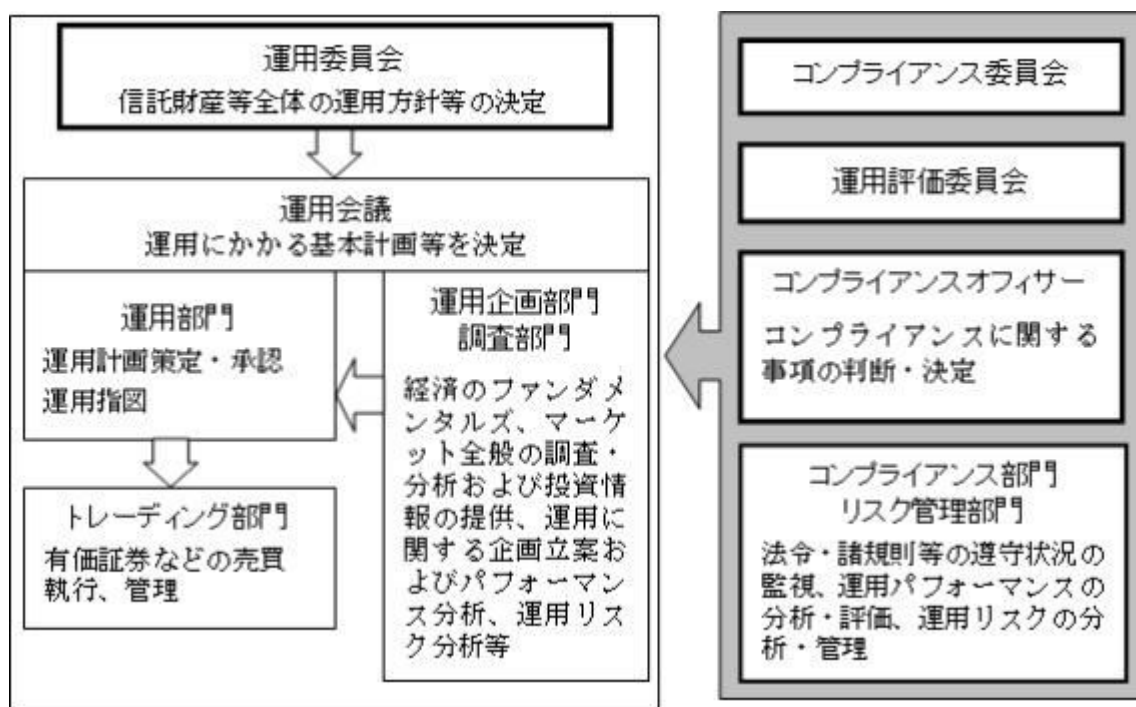 運用委員会
信託財産等全体の運用方針等の決定
運用会議
運用にかかる基本計画等を決定
運用部門
運用計画策定・承認
運用指図
運用企画部門
調査部門
経済のファンダメ
ンタルズ、マーケ
ット全般の調査・
分析および投資情
報の提供、運用に
関する企画立案お
よびパフォーマン
ス分析、運用リス
ク分析等
トレーディング部門
有価証券などの売買
執行、管理
コンプライアンス委員会
運用評価委員会
コンプライアンスオフィサー
コンプライアンスに関する
事項の判断・決定
コンプライアンス部門
リスク管理部門
法令・諸規則等の遵守状況の
監視、運用パフォーマンスの
分析・評価、運用リスクの分
析・管理